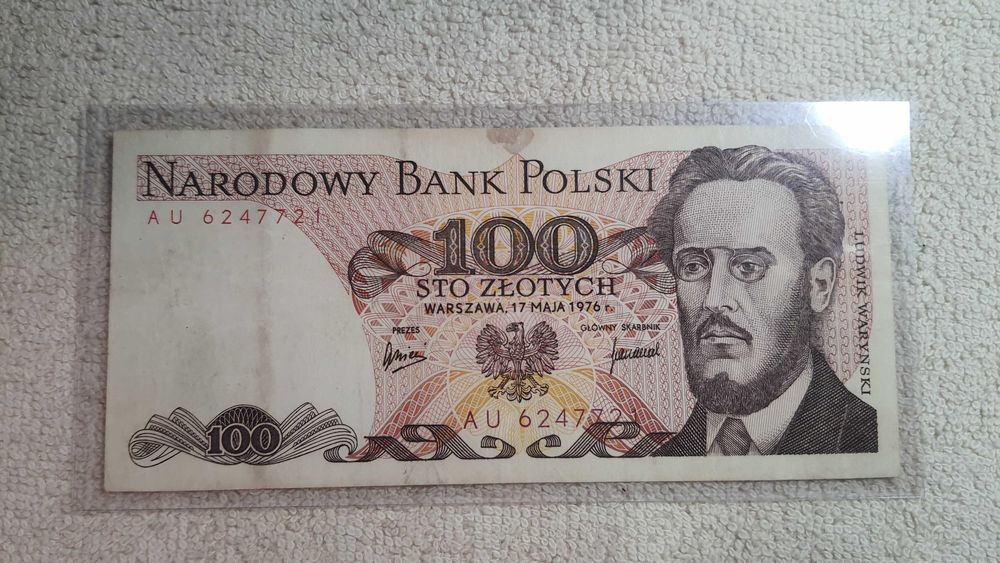 NARODOWY BANK POLSKI
AU 6247721
100
STO ZŁOTYCH
WARSZAWA, 17 MAJA 1976 r.
PREZES
GŁÓWNY SKARBNIK
LUDWIK WARYŃSKI
AU 6247721
100